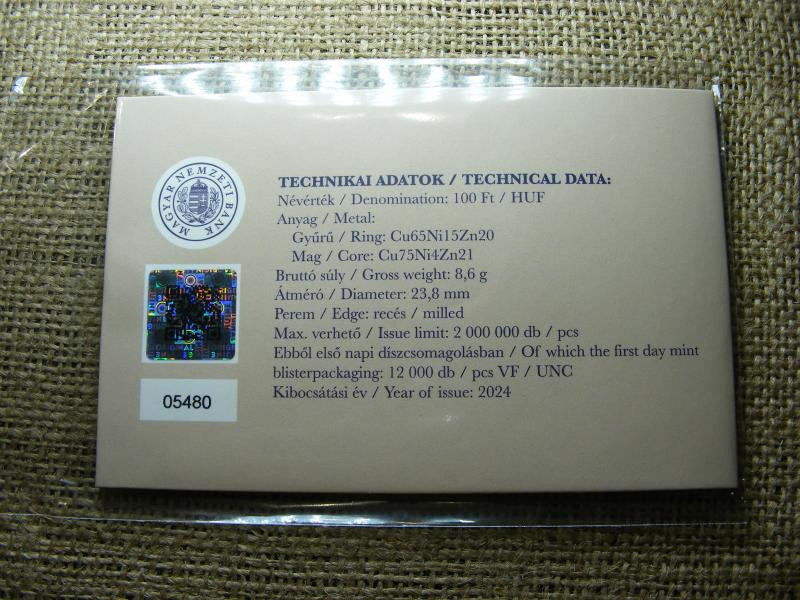 MAGYAR NEMZETI BANK
TECHNIKAI ADATOK / TECHNICAL DATA:
Névérték / Denomination: 100 Ft / HUF
Anyag / Metal:
Gyűrű / Ring: Cu65Ni15Zn20
Mag / Core: Cu75Ni4Zn21
Bruttó súly / Gross weight: 8,6 g
Átmérő / Diameter: 23,8 mm
Perem / Edge: recés / milled
Max. verhető / Issue limit: 2 000 000 db / pcs
Ebből első napi díszcsomagolásban / Of which the first day mint
blisterpackaging: 12 000 db / pcs VF / UNC
Kibocsátási év / Year of issue: 2024
05480